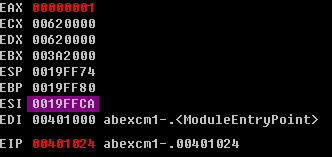 EAX 00000001
ECX 00620000
EDX 00620000
EBX 003A2000
ESP 0019FF74
EBP 0019FF80
ESI 0019FFCA
EDI 00401000 abexcm1-.<ModuleEntryPoint>
EIP 00401024 abexcm1-.00401024